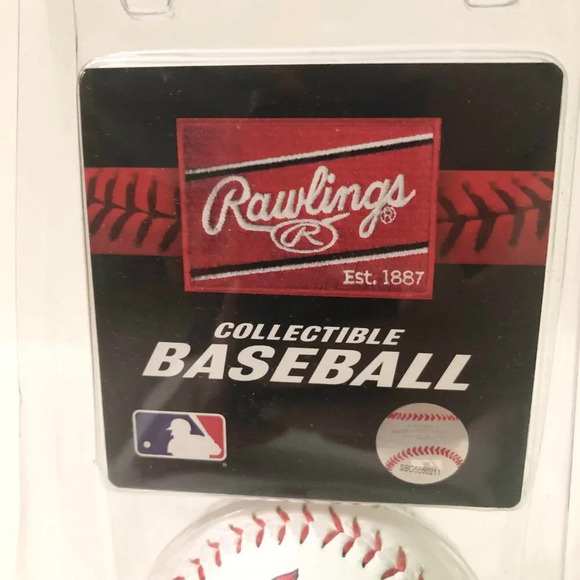 Rawlings®
R
Est. 1887
COLLECTIBLE
BASEBALL